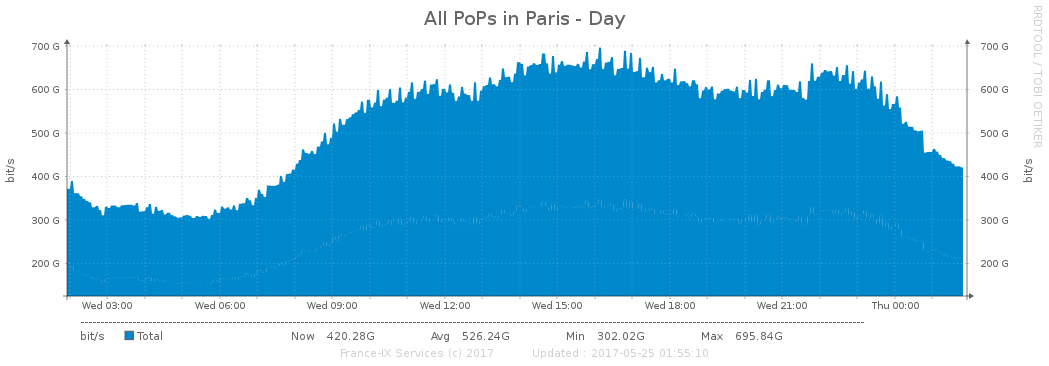 All PoPs in Paris - Day
RRDTOOL / TOBI OETIKER
700 G 700 G
600 G 600 G
500 G 500 G
400 G 400 G
300 G 300 G
200 G 200 G
bit/s bit/s
Wed 03:00 Wed 06:00 Wed 09:00 Wed 12:00 Wed 15:00 Wed 18:00 Wed 21:00 Thu 00:00
bit/s Total Now 420.28G Avg 526.24G Min 302.02G Max 695.84G
France-IX Services (c) 2017 Updated : 2017-05-25 01:55:10